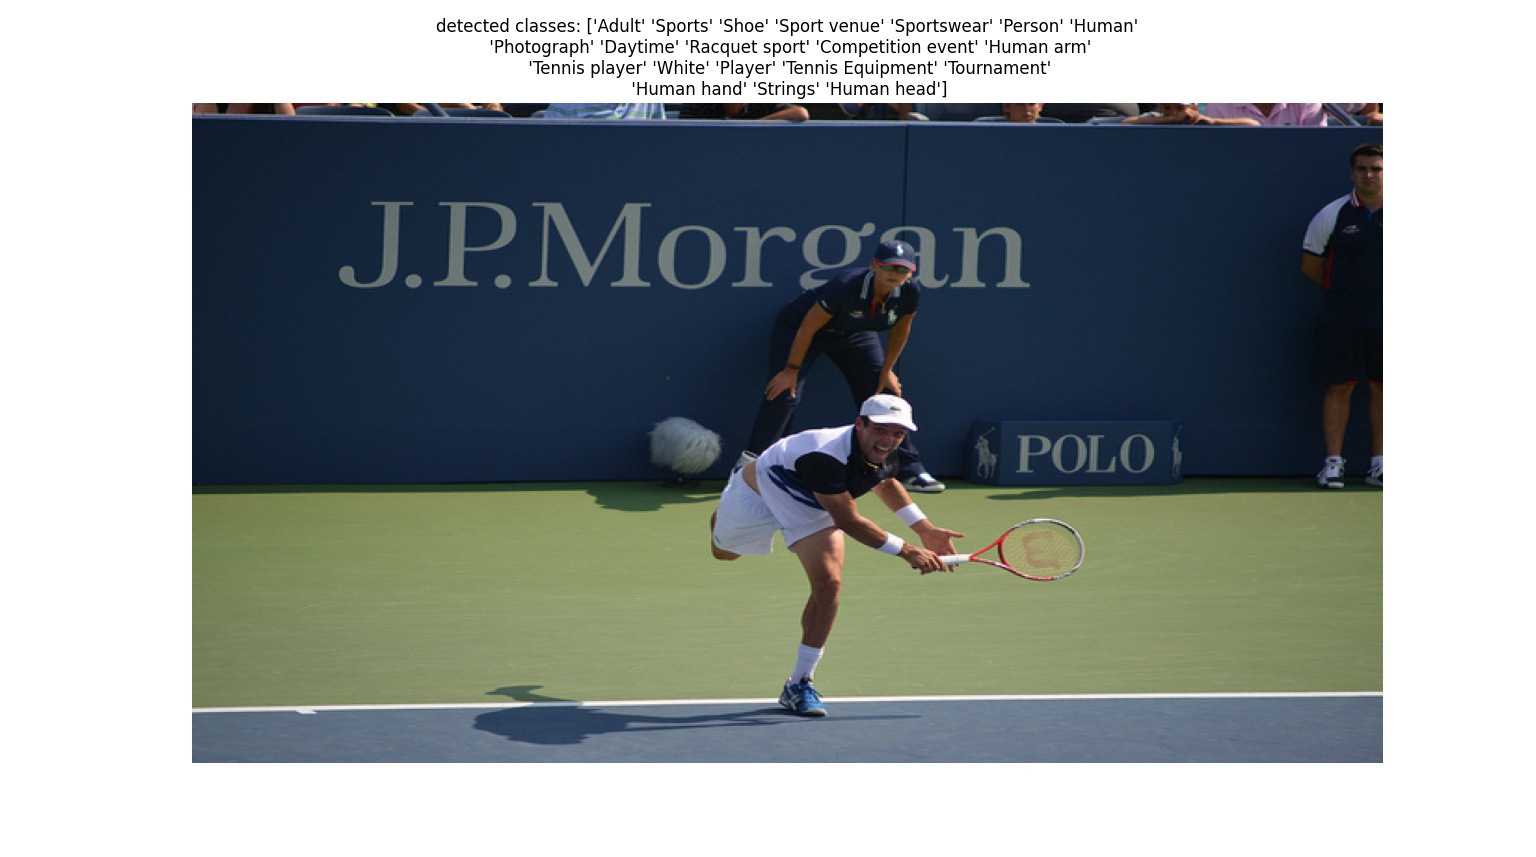 detected classes: ['Adult' 'Sports' 'Shoe' 'Sport venue' 'Sportswear' 'Person' 'Human'
'Photograph' 'Daytime' 'Racquet sport' 'Competition event' 'Human arm'
'Tennis player' 'White' 'Player' 'Tennis Equipment' 'Tournament'
'Human hand' 'Strings' 'Human head']
J.P.Morgan
POLO